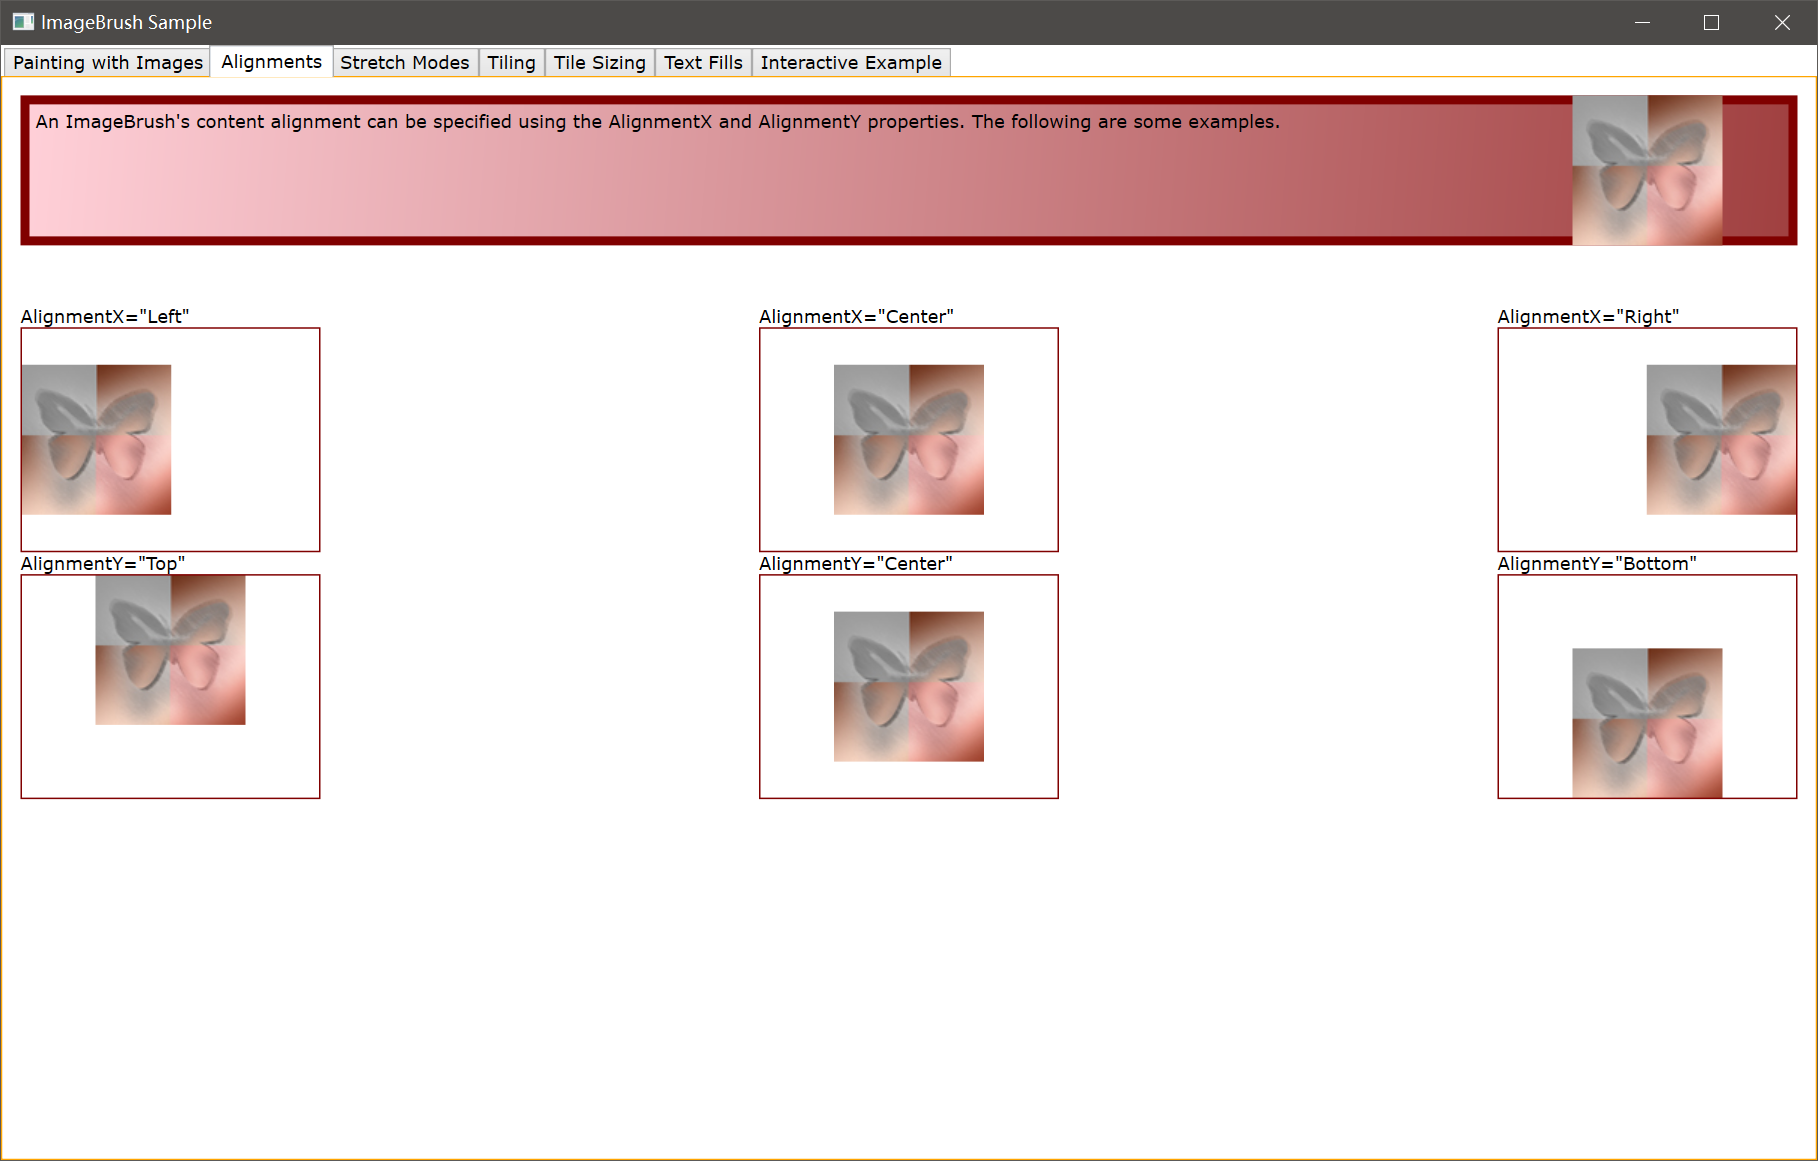 ImageBrush Sample
Painting with Images Alignments Stretch Modes Tiling Tile Sizing Text Fills Interactive Example
An ImageBrush's content alignment can be specified using the AlignmentX and AlignmentY properties. The following are some examples.
AlignmentX="Left" AlignmentX="Center" AlignmentX="Right"
AlignmentY="Top" AlignmentY="Center" AlignmentY="Bottom"